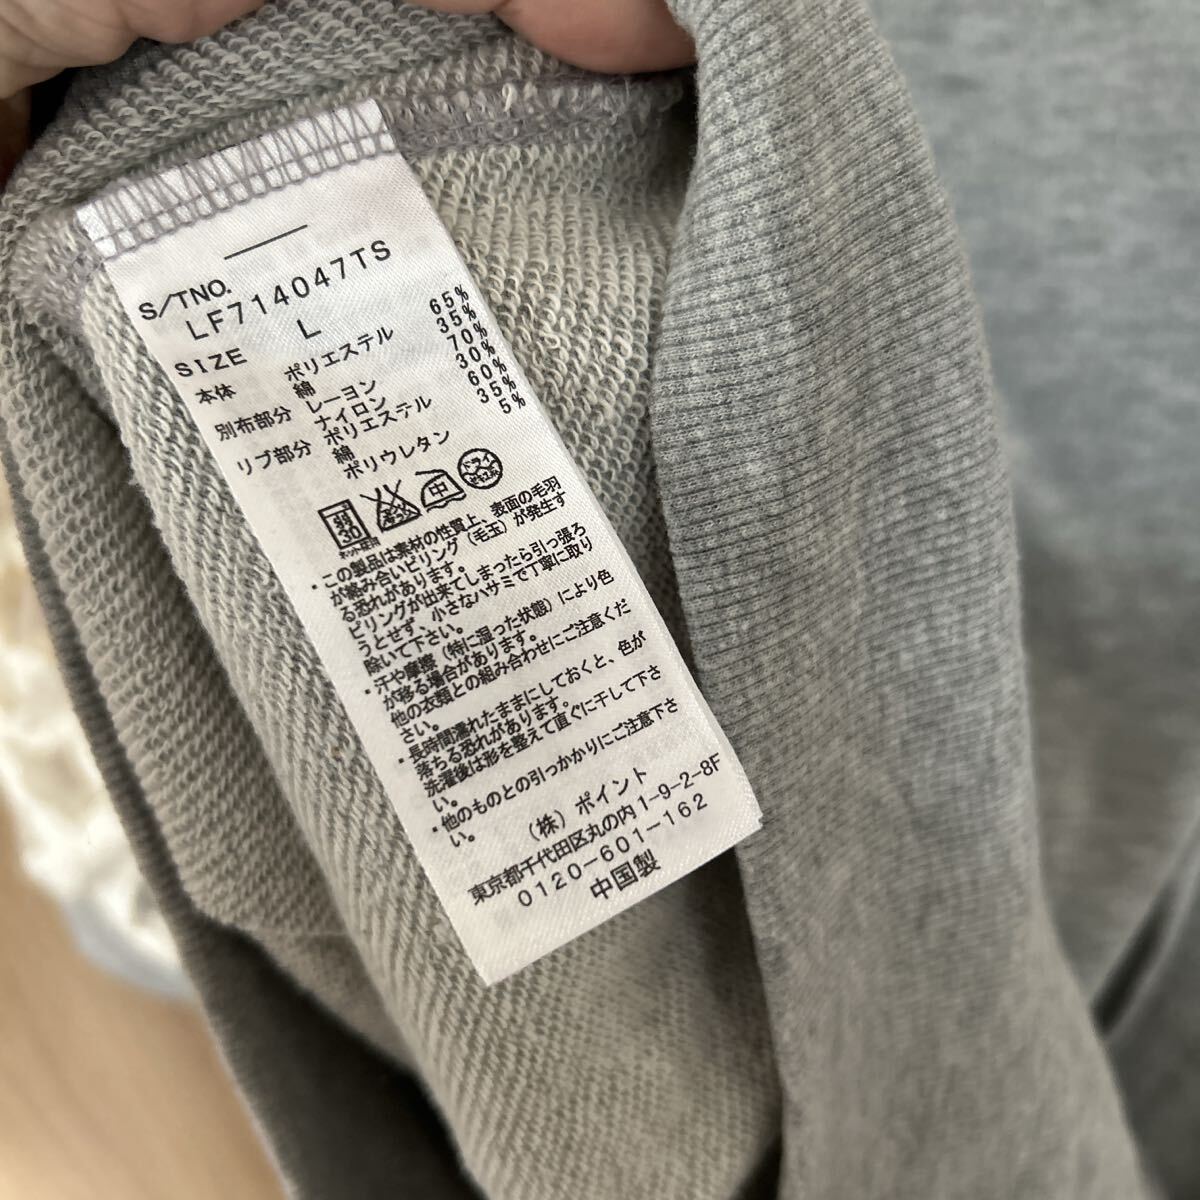 S/TNO.
LF714047TS
SIZE L
本体 ポリエステル 65%
綿 35%
別布部分 レーヨン 70%
ナイロン 30%
リブ部分 ポリエステル 60%
綿 35%
ポリウレタン 5%
弱
30
ネット使用
中
ドライ
・この製品は素材の性質上、表面の毛羽
が絡み合いピリング(毛玉)が発生す
る恐れがあります。
ピリングが出来てしまったら引っ張ろ
うとせず、小さなハサミで丁寧に取り
除いて下さい。
・汗や摩擦(特に湿った状態)により色
が移る場合があります。
他の衣類との組み合わせにご注意くだ
さい。
・長時間濡れたままにしておくと、色が
落ちる恐れがあります。
洗濯後は形を整えて直ぐに干して下さ
い。
・他のものとの引っかかりにご注意下さ
い。
(株)ポイント
東京都千代田区丸の内1-9-2-8F
0120-601-162
中国製